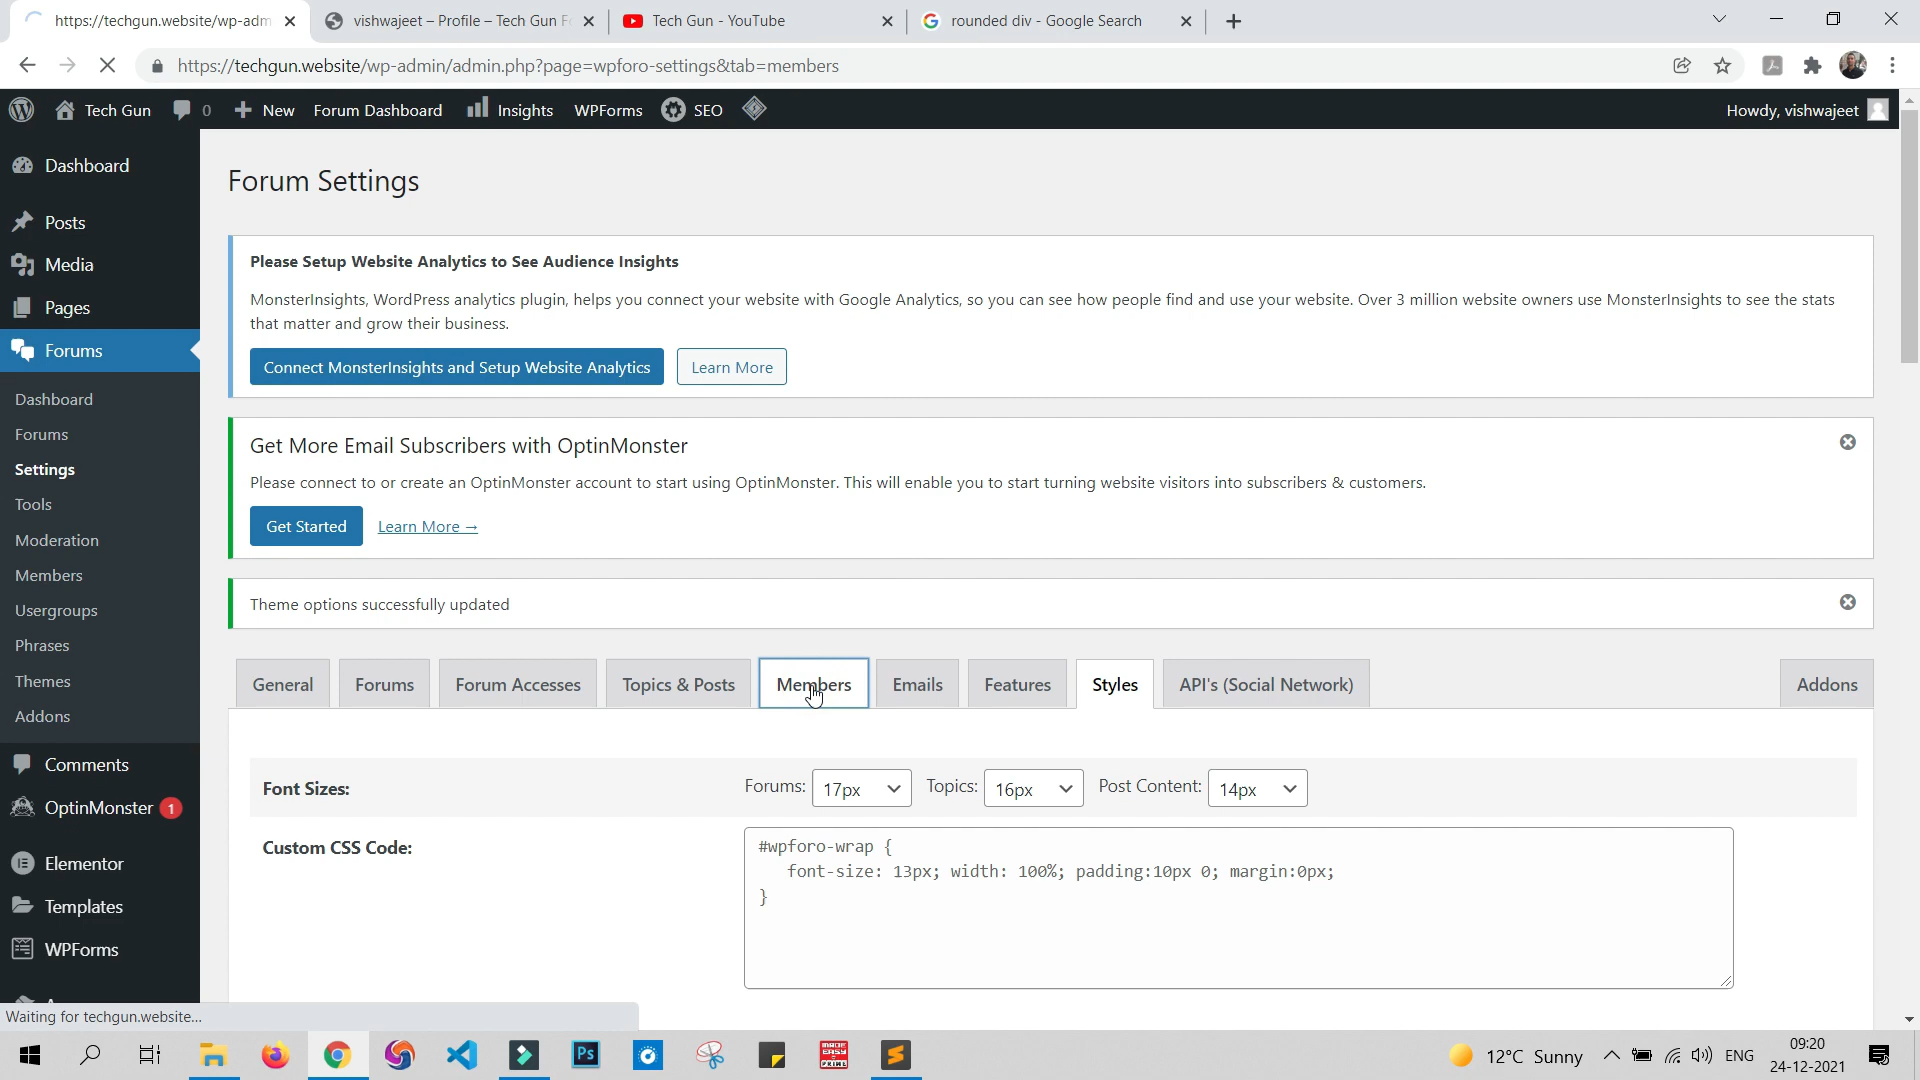 https://techgun.website/wp-adm
vishwajeet – Profile – Tech Gun F
Tech Gun - YouTube
rounded div - Google Search
https://techgun.website/wp-admin/admin.php?page=wpforo-settings&tab=members
Tech Gun
0
New
Forum Dashboard
Insights
WPForms
SEO
Howdy, vishwajeet
Dashboard
Posts
Media
Pages
Forums
Dashboard
Forums
Settings
Tools
Moderation
Members
Usergroups
Phrases
Themes
Addons
Comments
OptinMonster 1
Elementor
Templates
WPForms
Forum Settings
Please Setup Website Analytics to See Audience Insights
MonsterInsights, WordPress analytics plugin, helps you connect your website with Google Analytics, so you can see how people find and use your website. Over 3 million website owners use MonsterInsights to see the stats
that matter and grow their business.
Connect MonsterInsights and Setup Website Analytics
Learn More
Get More Email Subscribers with OptinMonster
Please connect to or create an OptinMonster account to start using OptinMonster. This will enable you to start turning website visitors into subscribers & customers.
Get Started
Learn More →
Theme options successfully updated
General
Forums
Forum Accesses
Topics & Posts
Members
Emails
Features
Styles
API's (Social Network)
Addons
Font Sizes:
Forums: 17px
Topics: 16px
Post Content: 14px
Custom CSS Code:
#wpforo-wrap {
font-size: 13px; width: 100%; padding:10px 0; margin:0px;
}
Waiting for techgun.website...
Ps
MADE EASY PRIME
12°C Sunny
ENG
09:20
24-12-2021